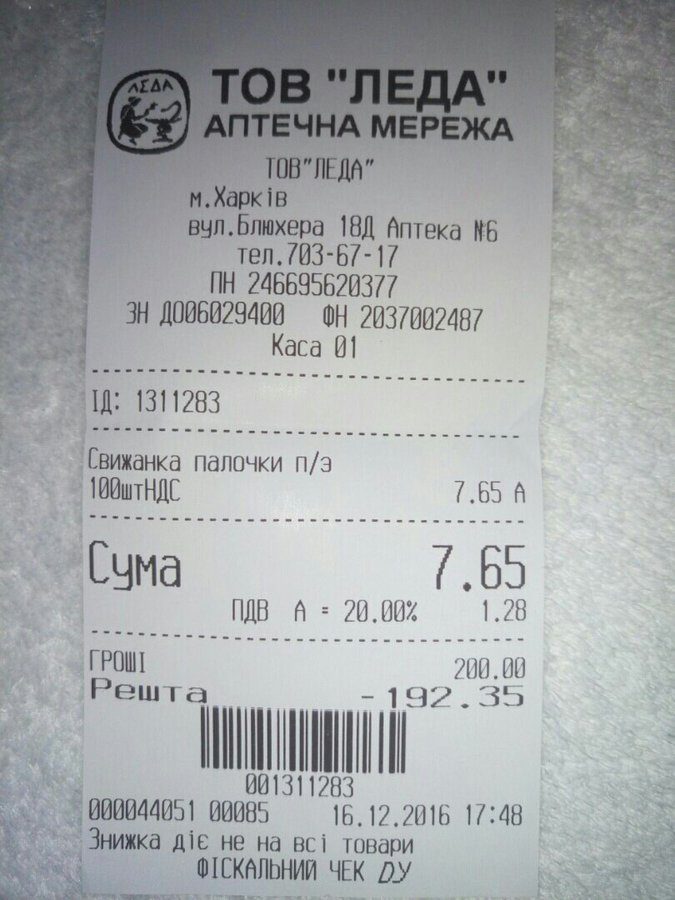 ΛΕΔΑ
ТОВ "ЛЕДА"
АПТЕЧНА МЕРЕЖА
ТОВ"ЛЕДА"
м.Харків
вул.Блюхера 18Д Аптека №6
тел.703-67-17
ПН 246695620377
ЗН ДО06029400 ФН 2037002487
Каса 01
ІД: 1311283
Свижанка палочки п/э
100штНДС 7.65 А
Сума 7.65
ПДВ А = 20.00% 1.28
ГРОШІ 200.00
Решта -192.35
001311283
000044051 00085 16.12.2016 17:48
Знижка діє не на всі товари
ФІСКАЛЬНИЙ ЧЕК